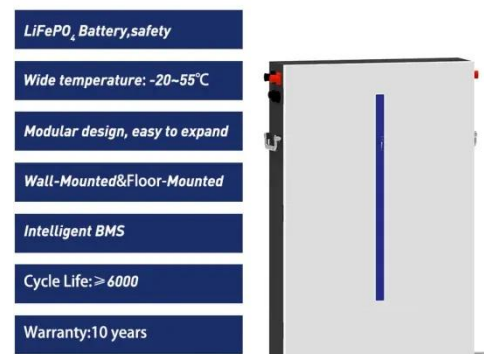 LiFePO₄ Battery,safety
Wide temperature: -20~55℃
Modular design, easy to expand
Wall-Mounted&Floor-Mounted
Intelligent BMS
Cycle Life:≥6000
Warranty:10 years